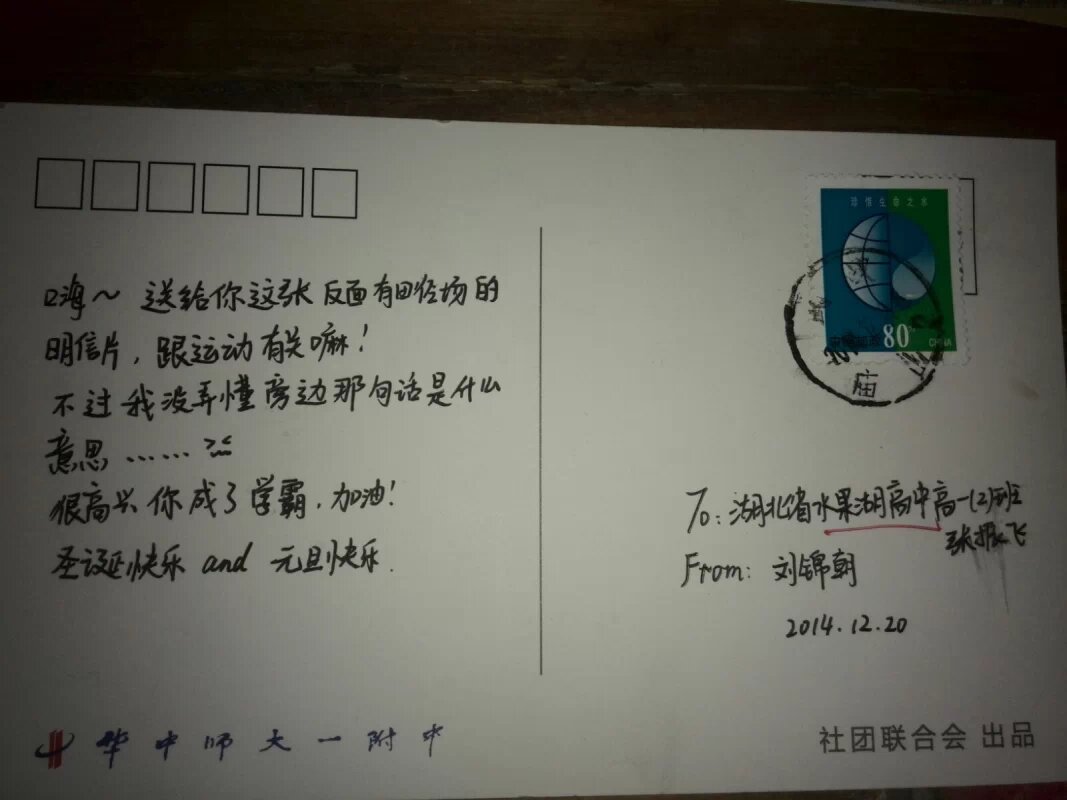 嗨～ 送给你这张反面有田径场的
明信片，跟运动有关嘛！
不过我没弄懂旁边那句话是什么
意思……
很高兴你成了学霸，加油！
圣诞快乐 and 元旦快乐.
华中师大一附中
珍惜生命之水
中国邮政 80分 CHINA
庙
To: 湖北省水果湖高中高一(2)班
张振飞
From: 刘锦朝
2014.12.20
社团联合会 出品